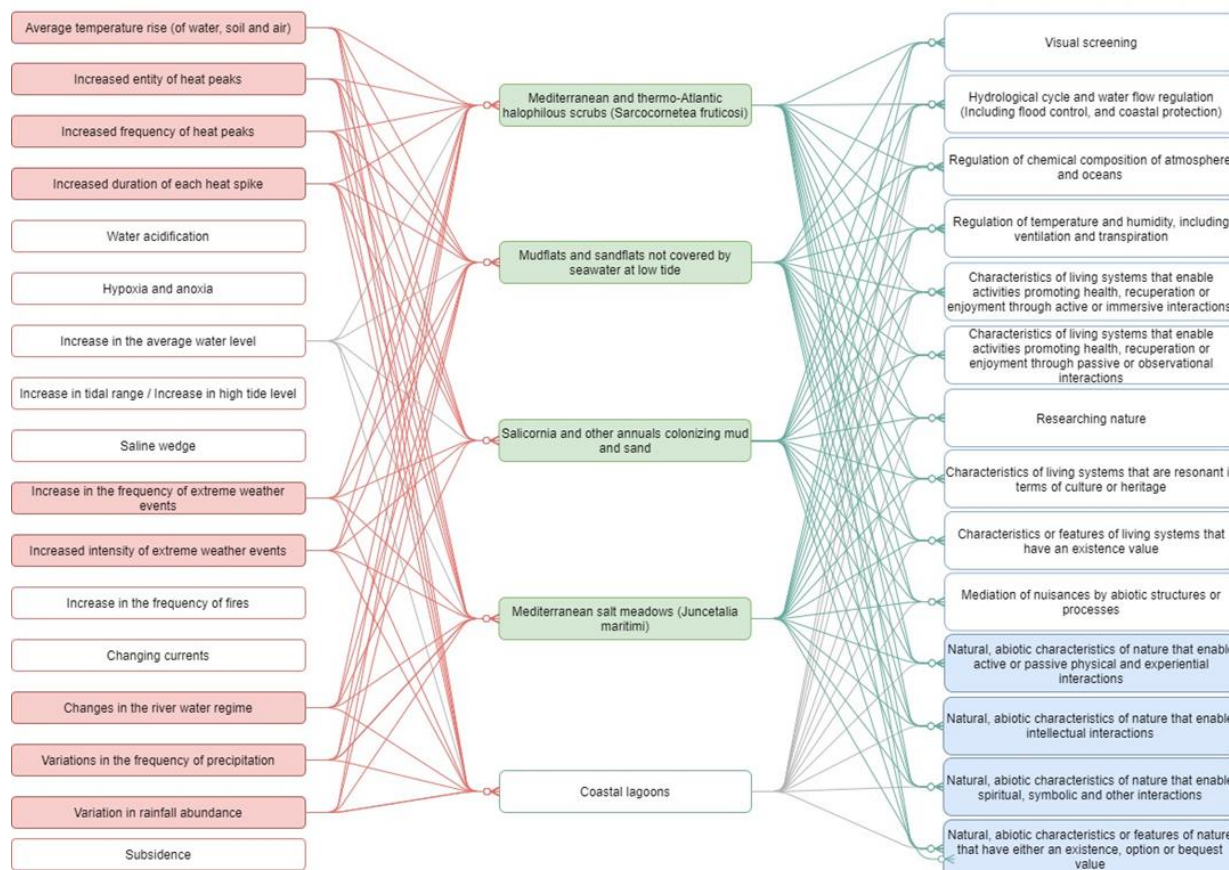 Average temperature rise (of water, soil and air)
Increased entity of heat peaks
Increased frequency of heat peaks
Increased duration of each heat spike
Water acidification
Hypoxia and anoxia
Increase in the average water level
Increase in tidal range / Increase in high tide level
Saline wedge
Increase in the frequency of extreme weather
events
Increased intensity of extreme weather events
Increase in the frequency of fires
Changing currents
Changes in the river water regime
Variations in the frequency of precipitation
Variation in rainfall abundance
Subsidence
Mediterranean and thermo-Atlantic
halophilous scrubs (Sarcocornetea fruticosi)
Mudflats and sandflats not covered by
seawater at low tide
Salicornia and other annuals colonizing mud
and sand
Mediterranean salt meadows (Juncetalia
maritimi)
Coastal lagoons
Visual screening
Hydrological cycle and water flow regulation
(Including flood control, and coastal protection)
Regulation of chemical composition of atmosphere
and oceans
Regulation of temperature and humidity, including
ventilation and transpiration
Characteristics of living systems that enable
activities promoting health, recuperation or
enjoyment through active or immersive interactions
Characteristics of living systems that enable
activities promoting health, recuperation or
enjoyment through passive or observational
interactions
Researching nature
Characteristics of living systems that are resonant i
terms of culture or heritage
Characteristics or features of living systems that
have an existence value
Mediation of nuisances by abiotic structures or
processes
Natural, abiotic characteristics of nature that enable
active or passive physical and experiential
interactions
Natural, abiotic characteristics of nature that enable
intellectual interactions
Natural, abiotic characteristics of nature that enable
spiritual, symbolic and other interactions
Natural, abiotic characteristics or features of nature
that have either an existence, option or bequest
value